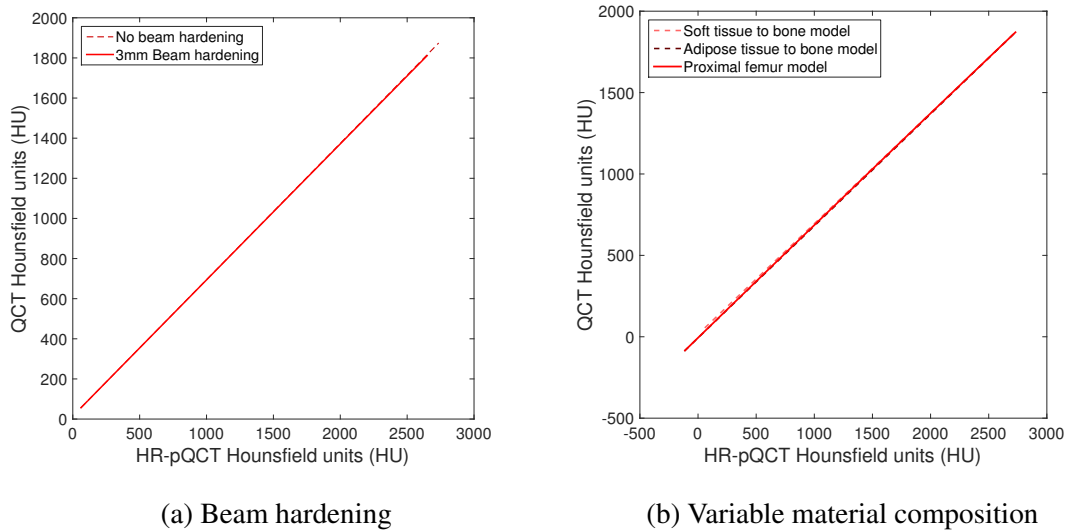 2000
1800
1600
1400
1200
1000
800
600
400
200
0
QCT Hounsfield units (HU)
No beam hardening
3mm Beam hardening
0 500 1000 1500 2000 2500 3000
HR-pQCT Hounsfield units (HU)
(a) Beam hardening
2000
1500
1000
500
0
-500
QCT Hounsfield units (HU)
Soft tissue to bone model
Adipose tissue to bone model
Proximal femur model
-500 0 500 1000 1500 2000 2500 3000
HR-pQCT Hounsfield units (HU)
(b) Variable material composition